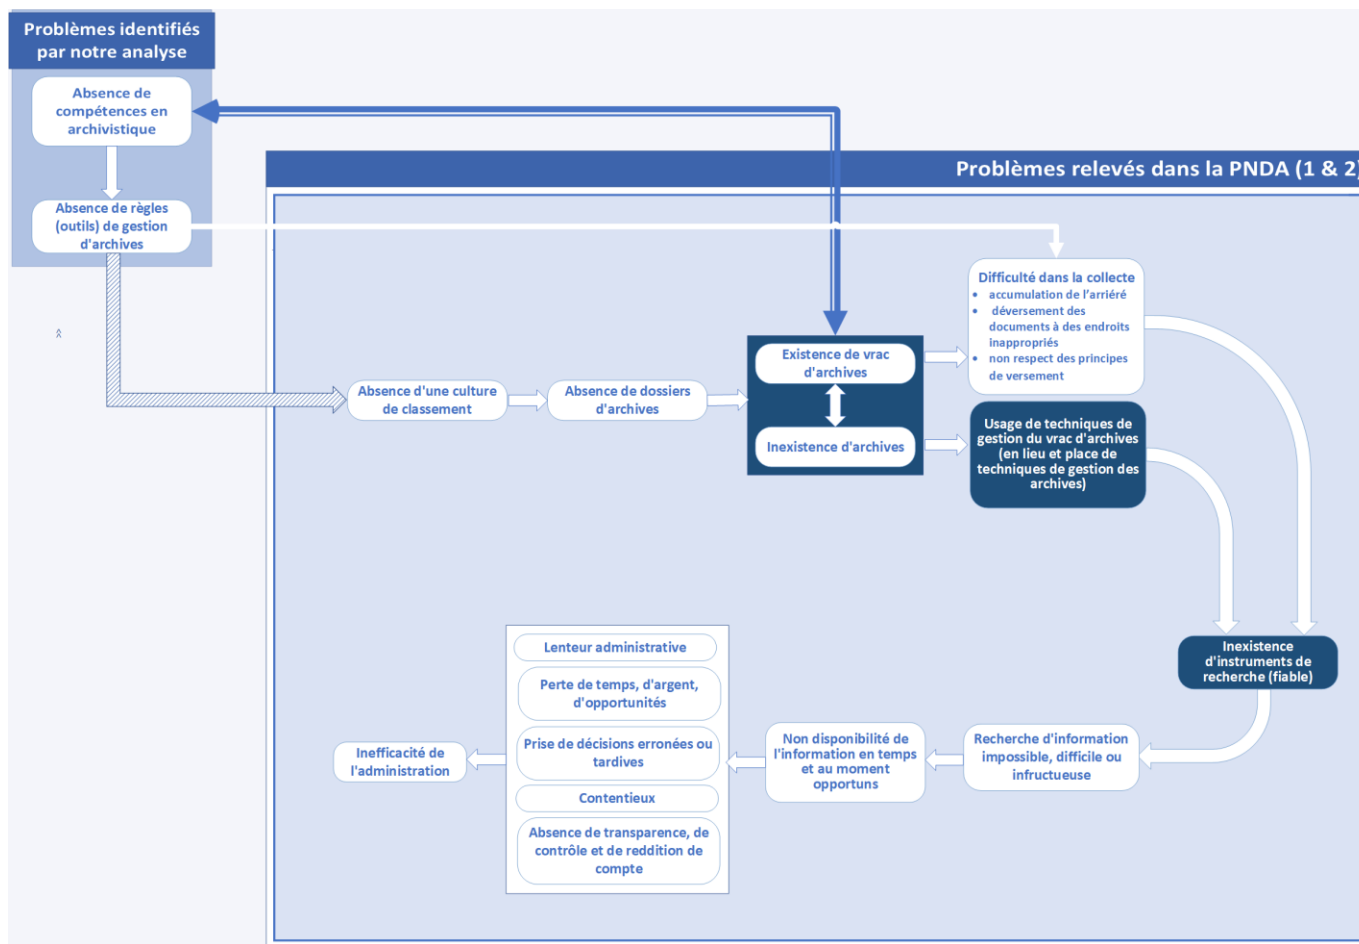 Problèmes identifiés
par notre analyse
Absence de
compétences en
archivistique
Absence de règles
(outils) de gestion
d'archives
Problèmes relevés dans la PNDA (1 & 2)
Difficulté dans la collecte
• accumulation de l'arriéré
• déversement des
documents à des endroits
inappropriés
• non respect des principes
de versement
Existence de vrac
d'archives
Absence d'une culture
de classement
Absence de dossiers
d'archives
Inexistence d'archives
Usage de techniques de
gestion du vrac d'archives
(en lieu et place de
techniques de gestion des
archives)
Inexistence
d'instruments de
recherche (fiable)
Recherche d'information
impossible, difficile ou
infructueuse
Non disponibilité de
l'information en temps
et au moment
opportuns
Lenteur administrative
Perte de temps, d'argent,
d'opportunités
Prise de décisions erronées ou
tardives
Contentieux
Absence de transparence, de
contrôle et de reddition de
compte
Inefficacité de
l'administration